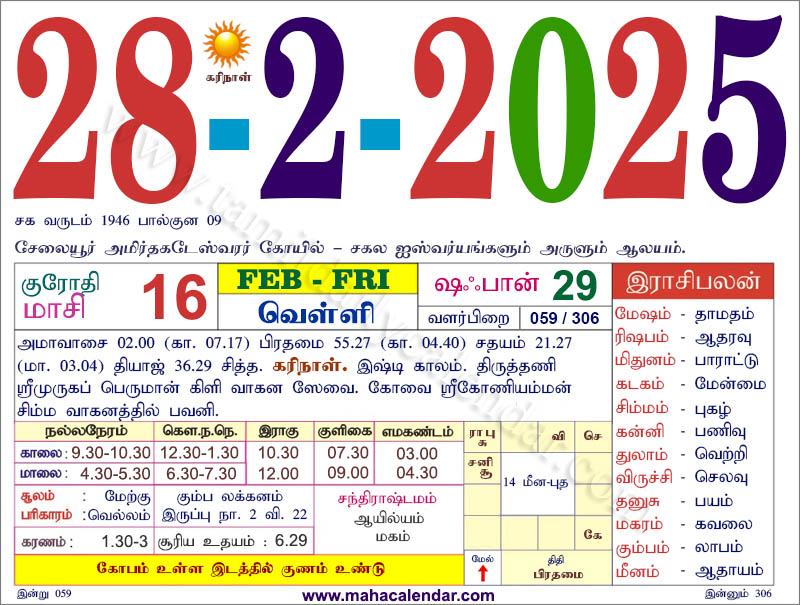 28-2-2025
கரிநாள்
சக வருடம் 1946 பால்குன 09
சேலையூர் அமிர்தகடேஸ்வரர் கோயில் – சகல ஐஸ்வர்யங்களும் அருளும் ஆலயம்.
குரோதி
மாசி
16
FEB - FRI
வெள்ளி
ஷஃபான் 29
வளர்பிறை 059 / 306
அமாவாசை 02.00 (கா. 07.17) பிரதமை 55.27 (கா. 04.40) சதயம் 21.27
(மா. 03.04) தியாஜ் 36.29 சித்த. கரிநாள். இஷ்டி காலம். திருத்தணி
ஸ்ரீமுருகப் பெருமான் கிளி வாகன ஸேவை. கோவை ஸ்ரீகோணியம்மன்
சிம்ம வாகனத்தில் பவனி.
இராசிபலன்
மேஷம் - தாமதம்
ரிஷபம் - ஆதரவு
மிதுனம் - பாராட்டு
கடகம் - மேன்மை
சிம்மம் - புகழ்
கன்னி - பணிவு
துலாம் - வெற்றி
விருச்சி - செலவு
தனுசு - பயம்
மகரம் - கவலை
கும்பம் - லாபம்
மீனம் - ஆதாயம்
நல்லநேரம் கௌ.ந.நெ. இராகு குளிகை எமகண்டம்
காலை: 9.30-10.30 12.30-1.30 10.30 07.30 03.00
மாலை: 4.30-5.30 6.30-7.30 12.00 09.00 04.30
சூலம் : மேற்கு
பரிகாரம் : வெல்லம்
கும்ப லக்கனம்
இருப்பு நா. 2 வி. 22
சந்திராஷ்டமம்
ஆயில்யம்
மகம்
கரணம் : 1.30-3 சூரிய உதயம் : 6.29
ரா பு
சு
வி
செ
சனி
சூ
14 மீன-புத
கே
கோபம் உள்ள இடத்தில் குணம் உண்டு
மேல்
திதி
பிரதமை
இன்று 059
www.mahacalendar.com
இன்னும் 306
www.tamildailycalendar.com